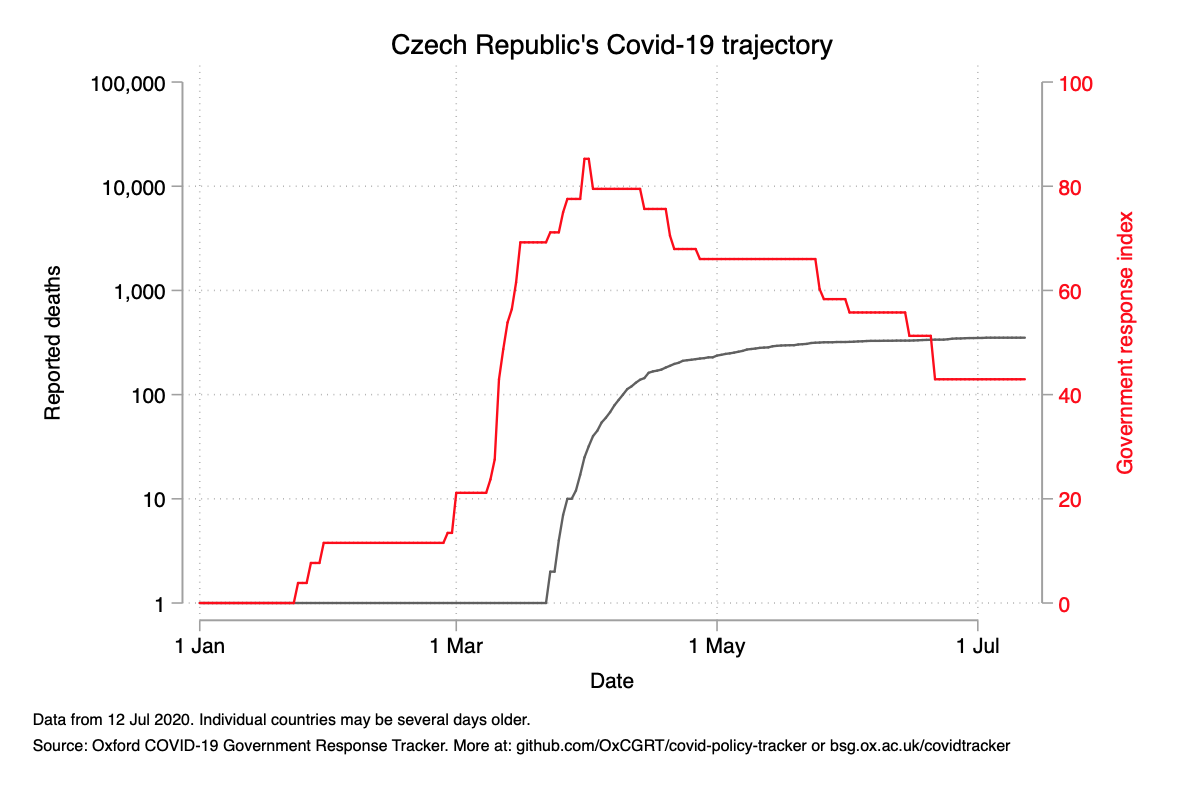 Czech Republic's Covid-19 trajectory
100,000
10,000
1,000
100
10
1
Reported deaths
100
80
60
40
20
0
Government response index
1 Jan
1 Mar
1 May
1 Jul
Date
Data from 12 Jul 2020. Individual countries may be several days older.
Source: Oxford COVID-19 Government Response Tracker. More at: github.com/OxCGRT/covid-policy-tracker or bsg.ox.ac.uk/covidtracker